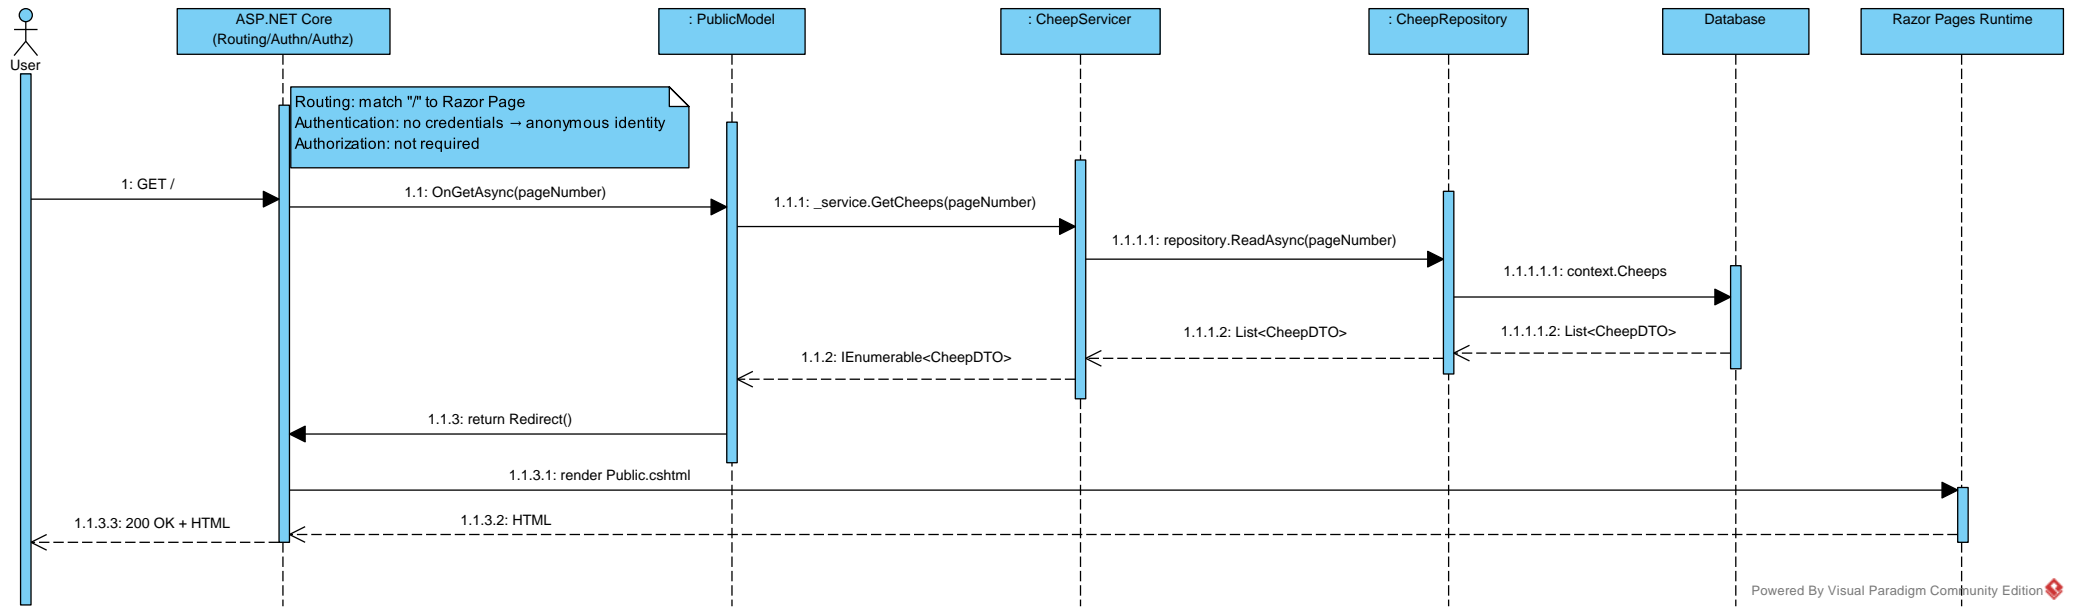 User
ASP.NET Core
(Routing/Authn/Authz)
: PublicModel
: CheepServicer
: CheepRepository
Database
Razor Pages Runtime
Routing: match "/" to Razor Page
Authentication: no credentials → anonymous identity
Authorization: not required
1: GET /
1.1: OnGetAsync(pageNumber)
1.1.1: _service.GetCheeps(pageNumber)
1.1.1.1: repository.ReadAsync(pageNumber)
1.1.1.1.1: context.Cheeps
1.1.1.1.2: List<CheepDTO>
1.1.1.2: List<CheepDTO>
1.1.2: IEnumerable<CheepDTO>
1.1.3: return Redirect()
1.1.3.1: render Public.cshtml
1.1.3.2: HTML
1.1.3.3: 200 OK + HTML
Powered By Visual Paradigm Community Edition